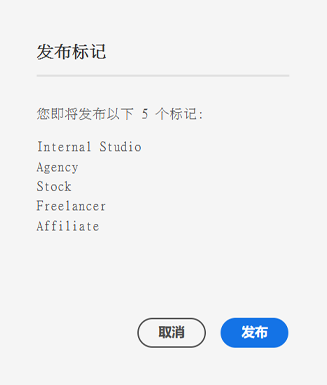 发布标记
您即将发布以下 5 个标记：
Internal Studio
Agency
Stock
Freelancer
Affiliate
取消
发布